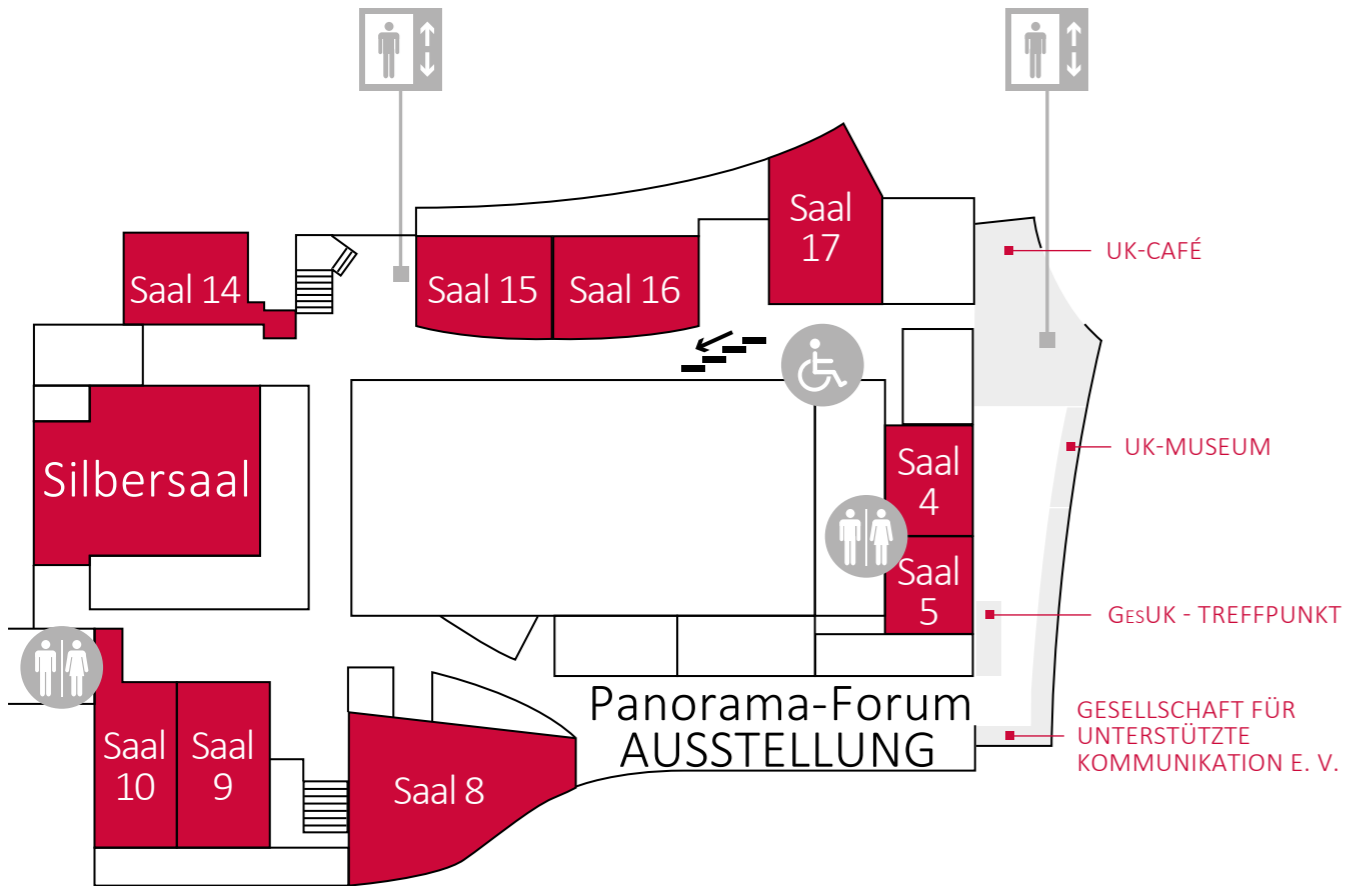 Saal
17
UK-CAFÉ
Saal 14
Saal 15
Saal 16
Silbersaal
Saal
4
UK-MUSEUM
Saal
5
GESUK - TREFFPUNKT
Panorama-Forum
AUSSTELLUNG
GESELLSCHAFT FÜR
UNTERSTÜTZTE
KOMMUNIKATION E. V.
Saal
10
Saal
9
Saal 8